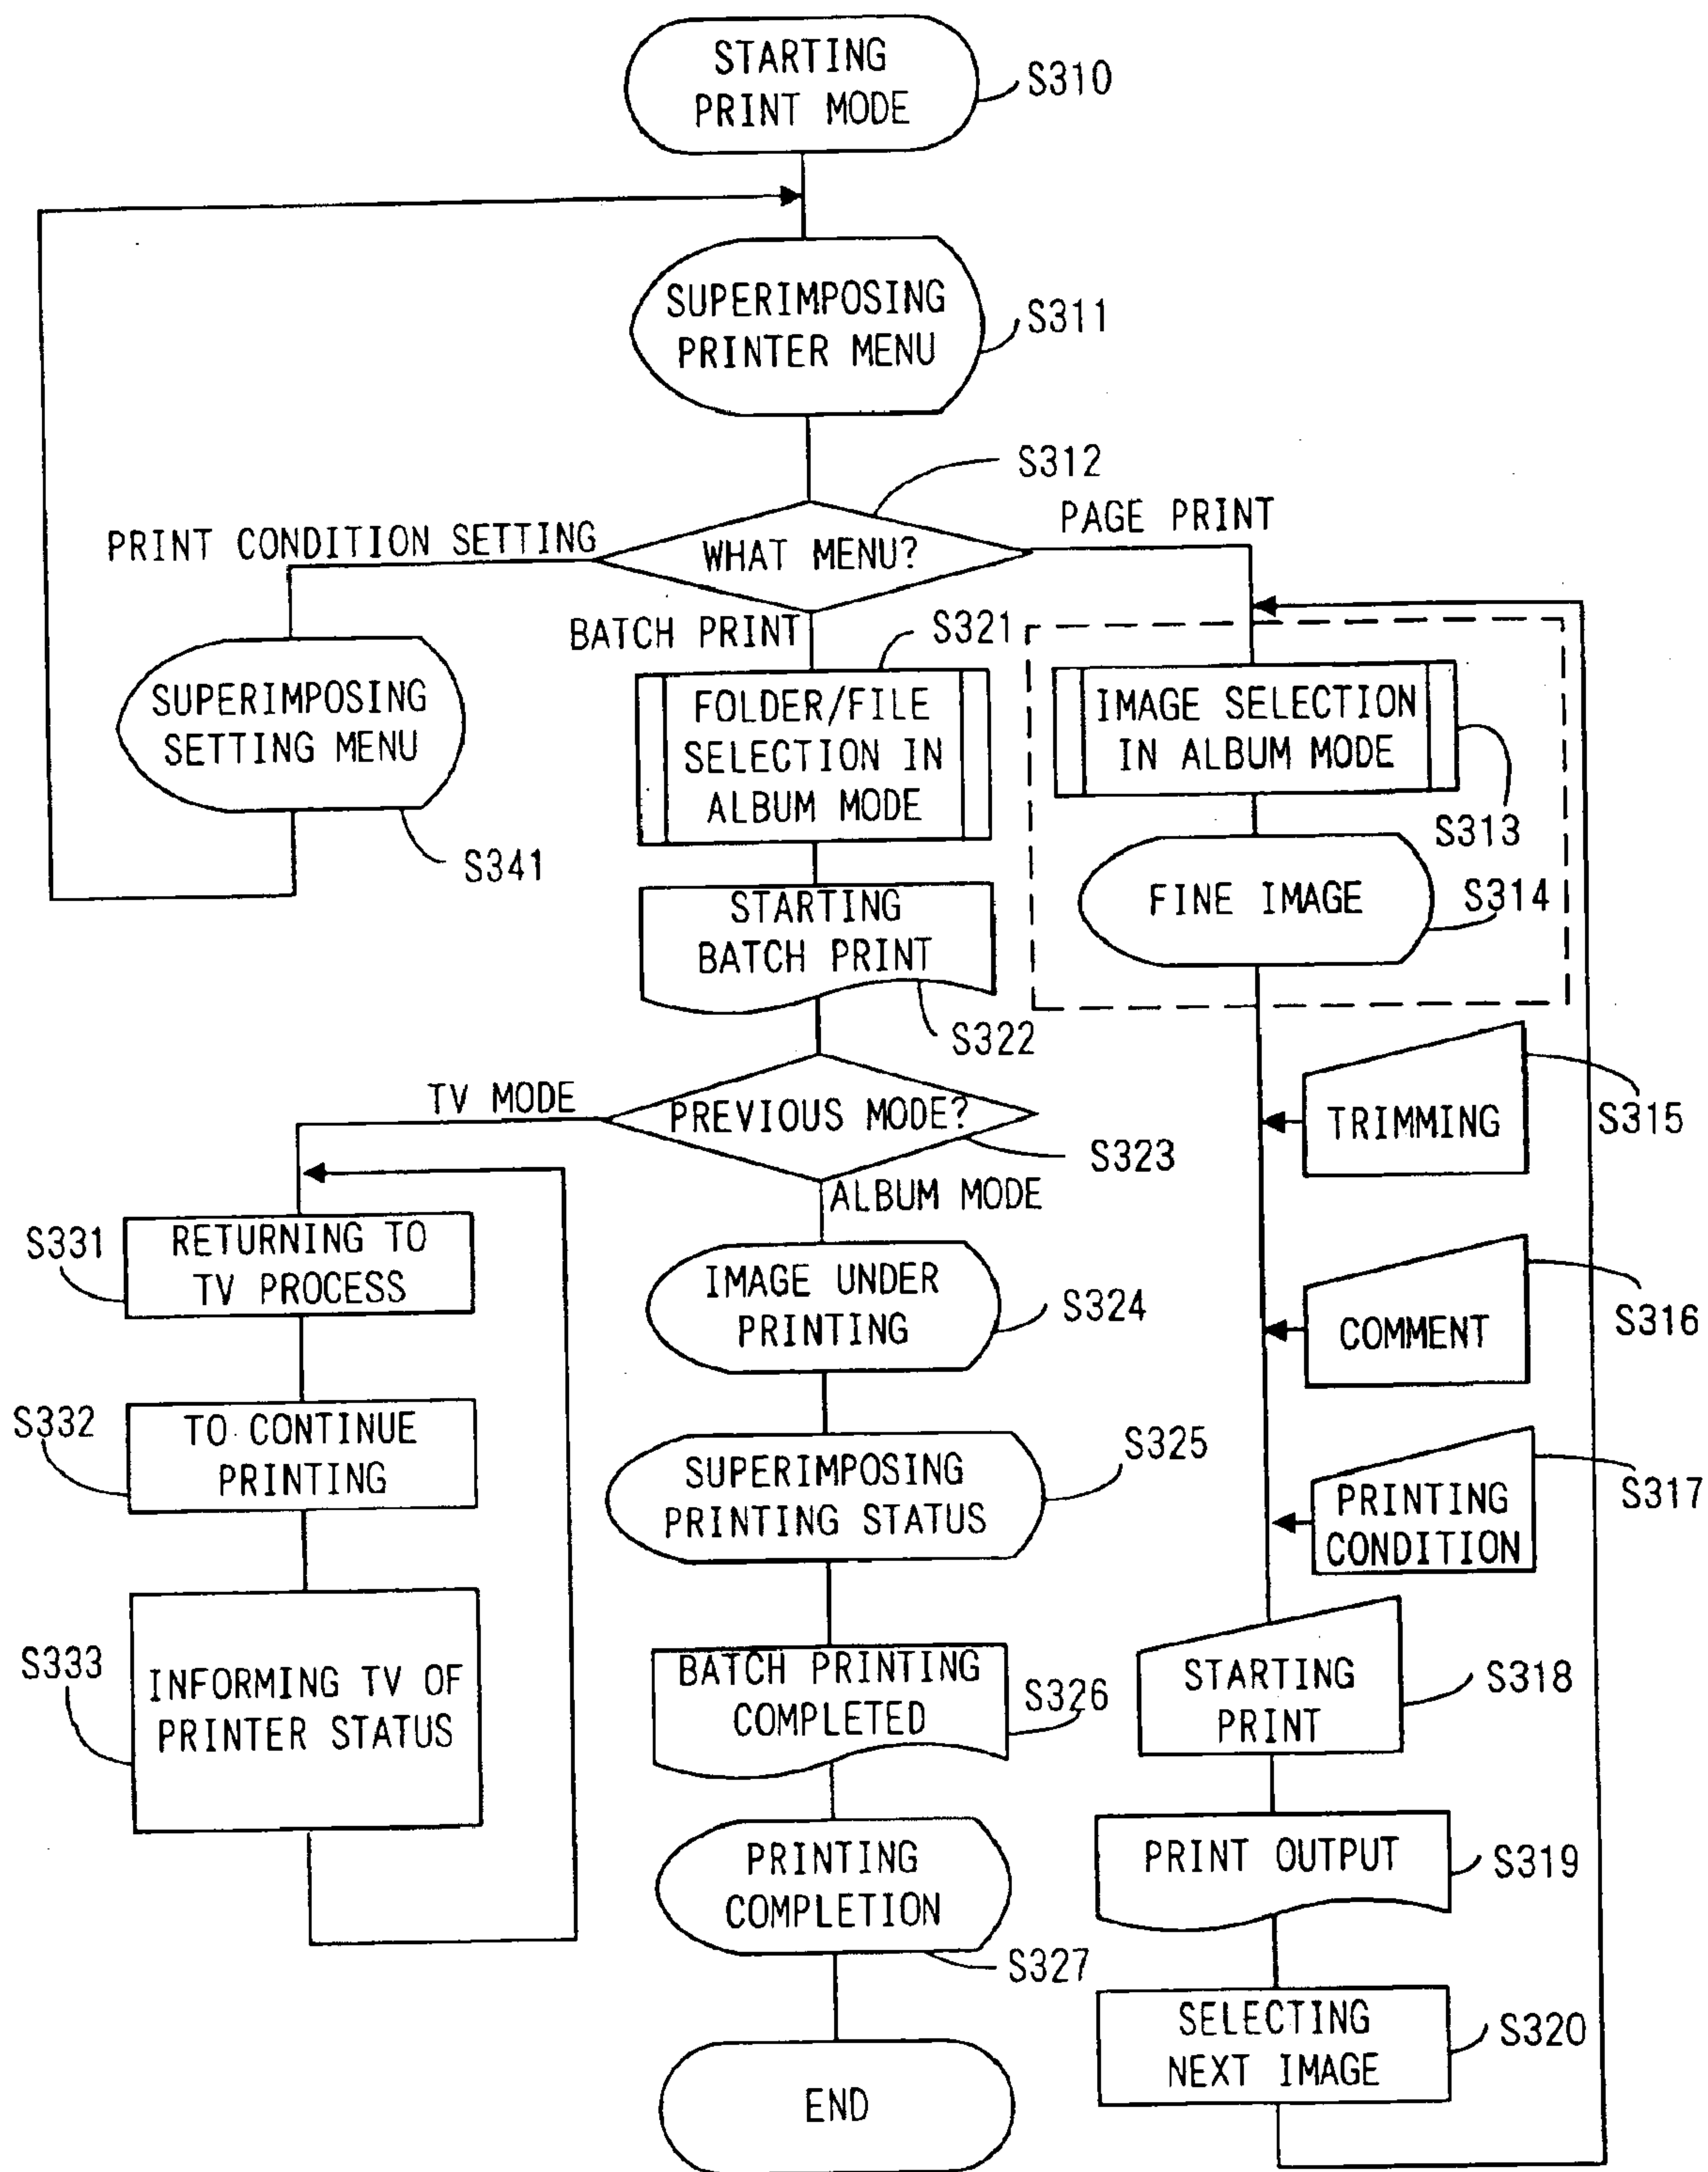 STARTING
PRINT MODE
S310
SUPERIMPOSING
PRINTER MENU
S311
S312
WHAT MENU?
PRINT CONDITION SETTING
PAGE PRINT
BATCH PRINT
SUPERIMPOSING
SETTING MENU
S341
S321
FOLDER/FILE
SELECTION IN
ALBUM MODE
STARTING
BATCH PRINT
S322
IMAGE SELECTION
IN ALBUM MODE
S313
FINE IMAGE
S314
TRIMMING
S315
COMMENT
S316
PRINTING
CONDITION
S317
STARTING
PRINT
S318
PRINT OUTPUT
S319
SELECTING
NEXT IMAGE
S320
PREVIOUS MODE?
S323
TV MODE
ALBUM MODE
S331
RETURNING TO
TV PROCESS
S332
TO CONTINUE
PRINTING
S333
INFORMING TV OF
PRINTER STATUS
IMAGE UNDER
PRINTING
S324
SUPERIMPOSING
PRINTING STATUS
S325
BATCH PRINTING
COMPLETED
S326
PRINTING
COMPLETION
S327
END